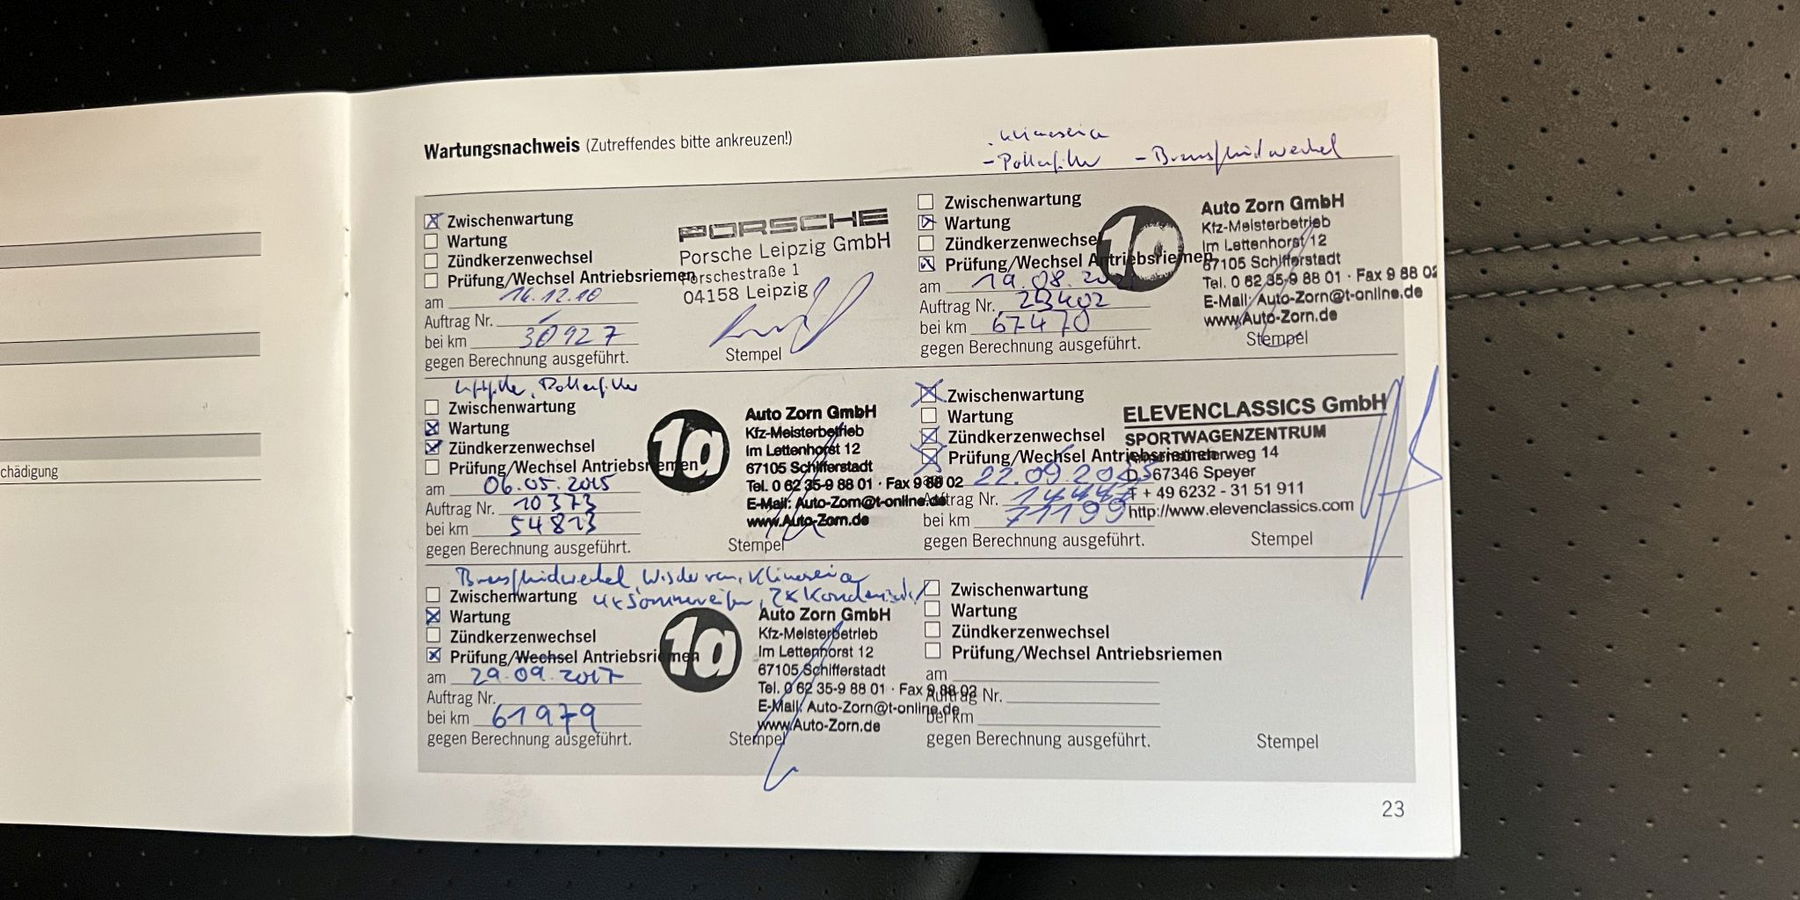 chädigung
Wartungsnachweis (Zutreffendes bitte ankreuzen!)
- Pollenfilter - Bremsflüidwechsel
Zwischenwartung
Wartung
Zündkerzenwechsel
Prüfung/Wechsel Antriebsriemen
am 16.12.10
Auftrag Nr.
bei km 30927
gegen Berechnung ausgeführt.
PORSCHE
Porsche Leipzig GmbH
Porschestraße 1
04158 Leipzig
Stempel
Luftfilter, Pollenfilter
Zwischenwartung
Wartung
Zündkerzenwechsel
Prüfung/Wechsel Antriebsriemen
am 06.05.2015
Auftrag Nr. 10373
bei km 54823
gegen Berechnung ausgeführt.
1a
Auto Zorn GmbH
Kfz-Meisterbetrieb
Im Lettenhorst 12
67105 Schifferstadt
Tel. 0 62 35-9 88 01 · Fax 9 88 02
E-Mail: Auto-Zorn@t-online.de
www.Auto-Zorn.de
Stempel
Zwischenwartung
Wartung
Zündkerzenwechsel
Prüfung/Wechsel Antriebsriemen
am 29.09.2017
Auftrag Nr.
bei km 61979
gegen Berechnung ausgeführt.
1a
Auto Zorn GmbH
Kfz-Meisterbetrieb
Im Lettenhorst 12
67105 Schifferstadt
Tel. 0 62 35-9 88 01 · Fax 9 88 02
E-Mail: Auto-Zorn@t-online.de
www.Auto-Zorn.de
Stempel
Zwischenwartung
Wartung
Zündkerzenwechsel
Prüfung/Wechsel Antriebsriemen
am 19.08.
Auftrag Nr.
bei km 67470
gegen Berechnung ausgeführt.
1a
Auto Zorn GmbH
Kfz-Meisterbetrieb
Im Lettenhorst 12
67105 Schifferstadt
Tel. 0 62 35-9 88 01 · Fax 9 88 02
E-Mail: Auto-Zorn@t-online.de
www.Auto-Zorn.de
Stempel
Zwischenwartung
Wartung
Zündkerzenwechsel
Prüfung/Wechsel Antriebsriemen
am 22.09.
Auftrag Nr.
bei km 71199
gegen Berechnung ausgeführt.
ELEVENCLASSICS GmbH
SPORTWAGENZENTRUM
weg 14
67346 Speyer
T + 49 6232 - 31 51 911
http://www.elevenclassics.com
Stempel
Zwischenwartung
Wartung
Zündkerzenwechsel
Prüfung/Wechsel Antriebsriemen
am
Auftrag Nr.
bei km
gegen Berechnung ausgeführt.
Stempel
23